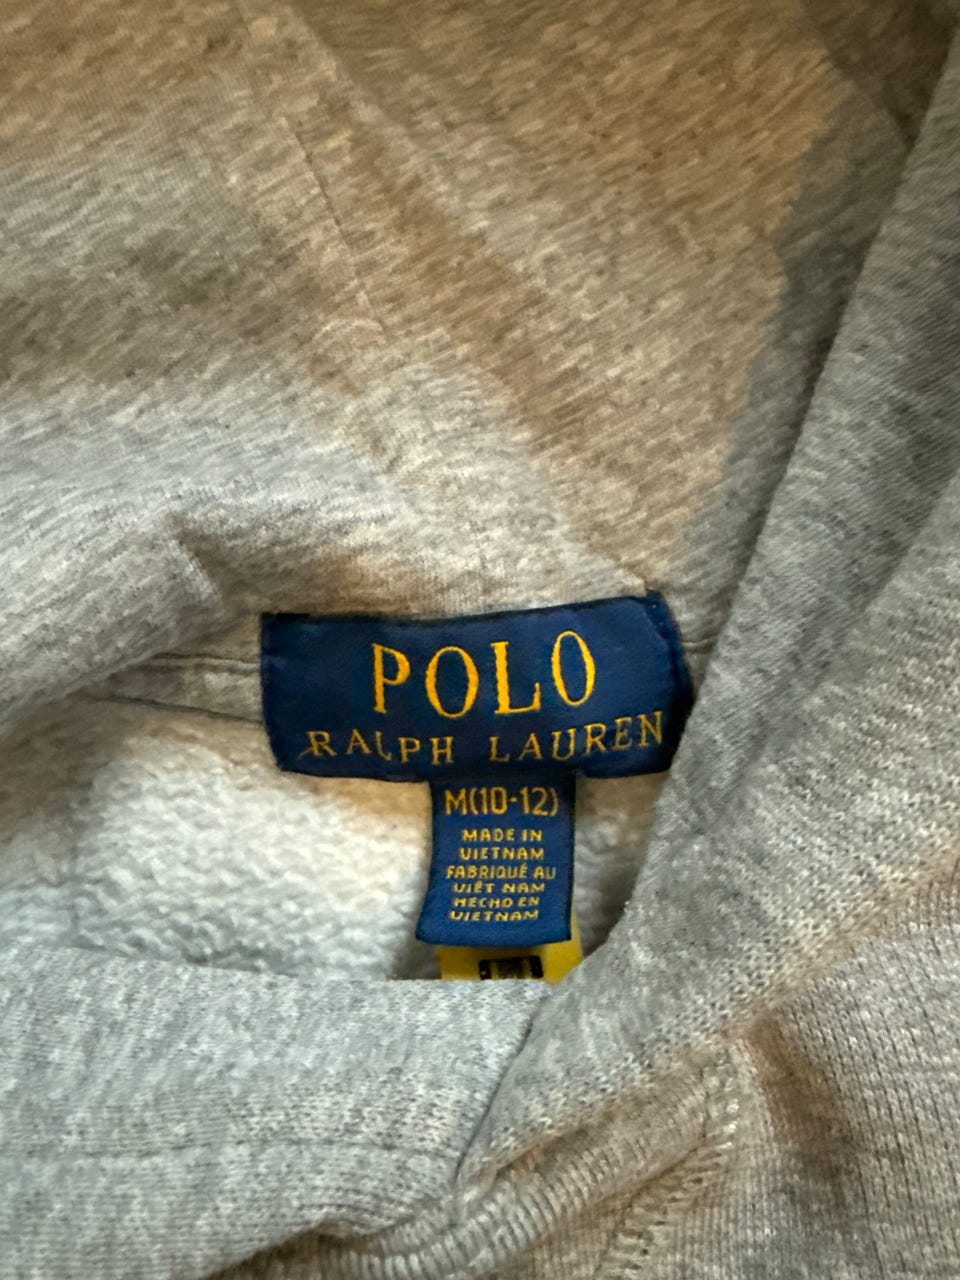 POLO
RALPH LAUREN
M(10-12)
MADE IN
VIETNAM
FABRIQUÉ AU
VIÊT NAM
HECHO EN
VIETNAM